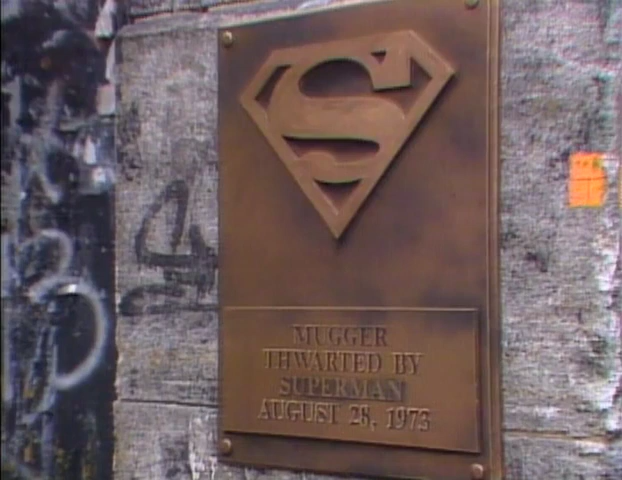 S
MUGGER
THWARTED BY
SUPERMAN
AUGUST 28, 1973